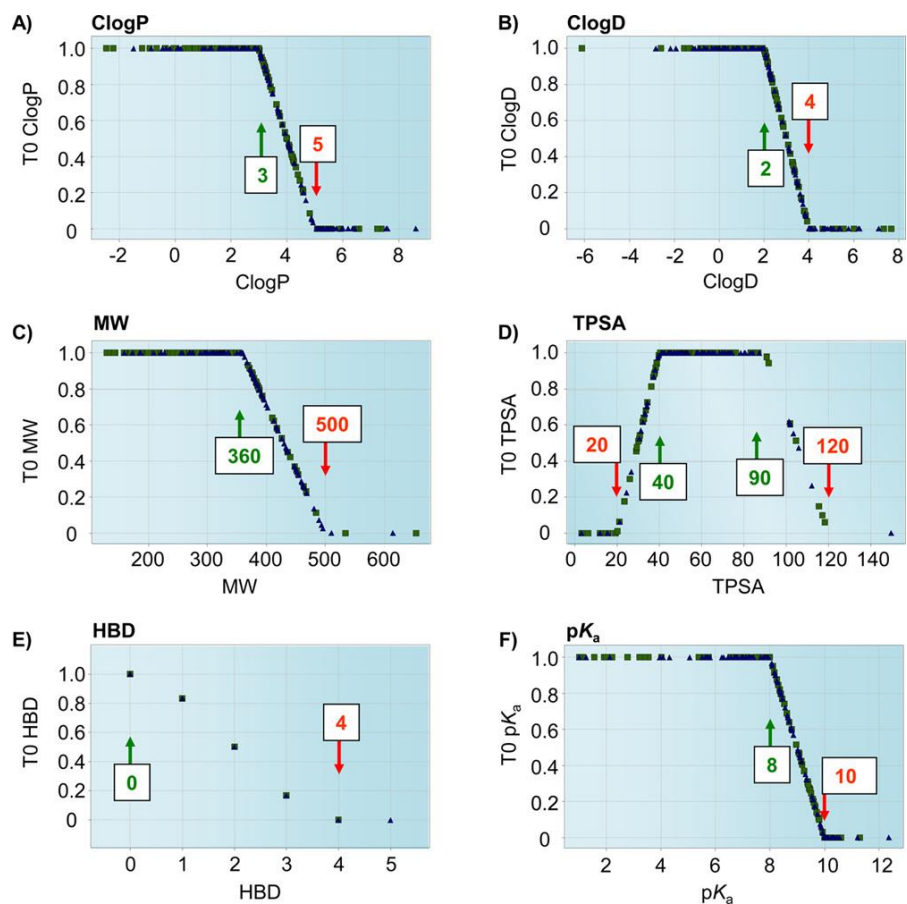 A) ClogP
T0 ClogP
1.0
0.8
0.6
0.4
0.2
0
3
5
-2 0 2 4 6 8
ClogP
B) ClogD
T0 ClogD
1.0
0.8
0.6
0.4
0.2
0
2
4
-6 -4 -2 0 2 4 6 8
ClogD
C) MW
T0 MW
1.0
0.8
0.6
0.4
0.2
0
360
500
200 300 400 500 600
MW
D) TPSA
T0 TPSA
1.0
0.8
0.6
0.4
0.2
0
20
40
90
120
0 20 40 60 80 100 120 140
TPSA
E) HBD
T0 HBD
1.0
0.8
0.6
0.4
0.2
0
0
4
0 1 2 3 4 5
HBD
F) pKa
T0 pKa
1.0
0.8
0.6
0.4
0.2
0
8
10
2 4 6 8 10 12
pKa